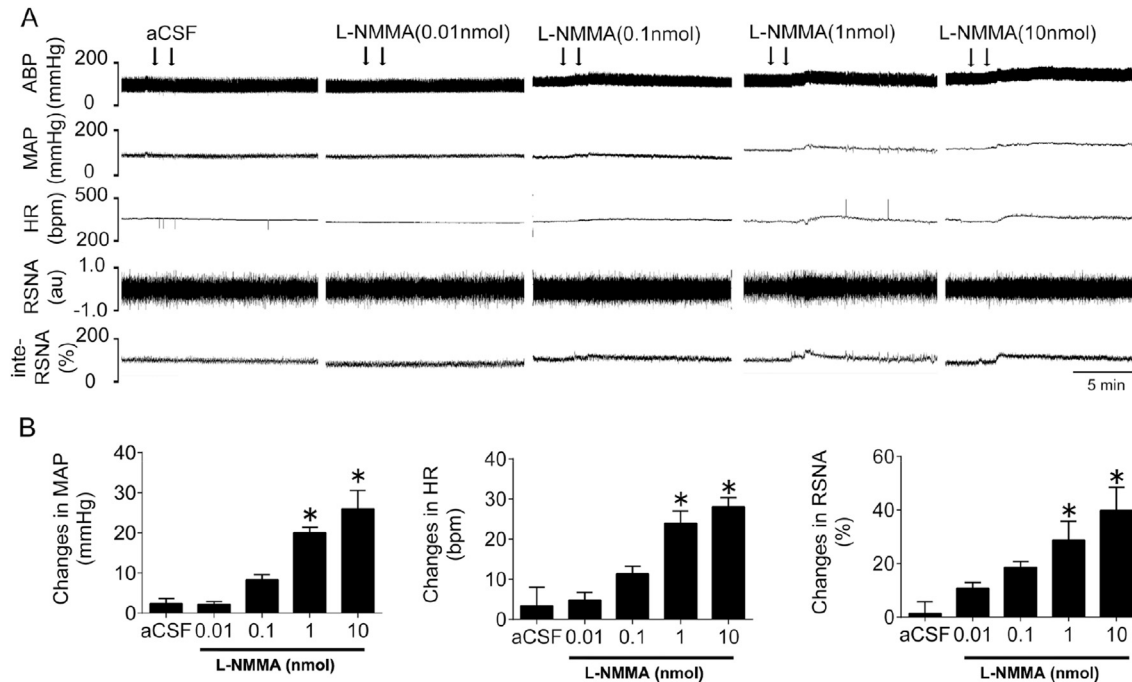 A
aCSF
L-NMMA(0.01nmol)
L-NMMA(0.1nmol)
L-NMMA(1nmol)
L-NMMA(10nmol)
ABP
(mmHg)
200
0
MAP
(mmHg)
200
0
HR
(bpm)
500
200
RSNA
(au)
1.0
-1.0
inte-
RSNA
(%)
200
0
5 min
B
Changes in MAP
(mmHg)
40
30
20
10
0
aCSF 0.01 0.1 1 10
L-NMMA (nmol)
* *
Changes in HR
(bpm)
40
30
20
10
0
aCSF 0.01 0.1 1 10
L-NMMA (nmol)
* *
Changes in RSNA
(%)
60
40
20
0
aCSF 0.01 0.1 1 10
L-NMMA (nmol)
* *